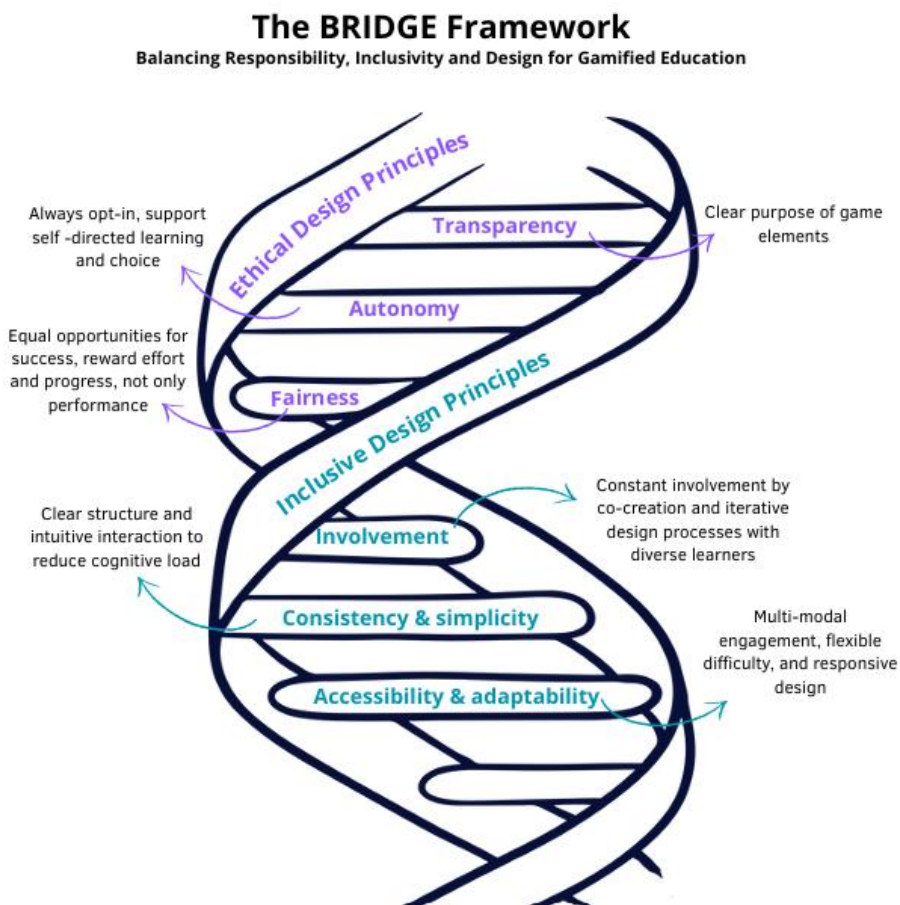 The BRIDGE Framework
Balancing Responsibility, Inclusivity and Design for Gamified Education
Ethical Design Principles
Transparency
Clear purpose of game
elements
Always opt-in, support
self -directed learning
and choice
Autonomy
Equal opportunities for
success, reward effort
and progress, not only
performance
Fairness
Inclusive Design Principles
Involvement
Constant involvement by
co-creation and iterative
design processes with
diverse learners
Clear structure and
intuitive interaction to
reduce cognitive load
Consistency & simplicity
Multi-modal
engagement, flexible
difficulty, and responsive
design
Accessibility & adaptability